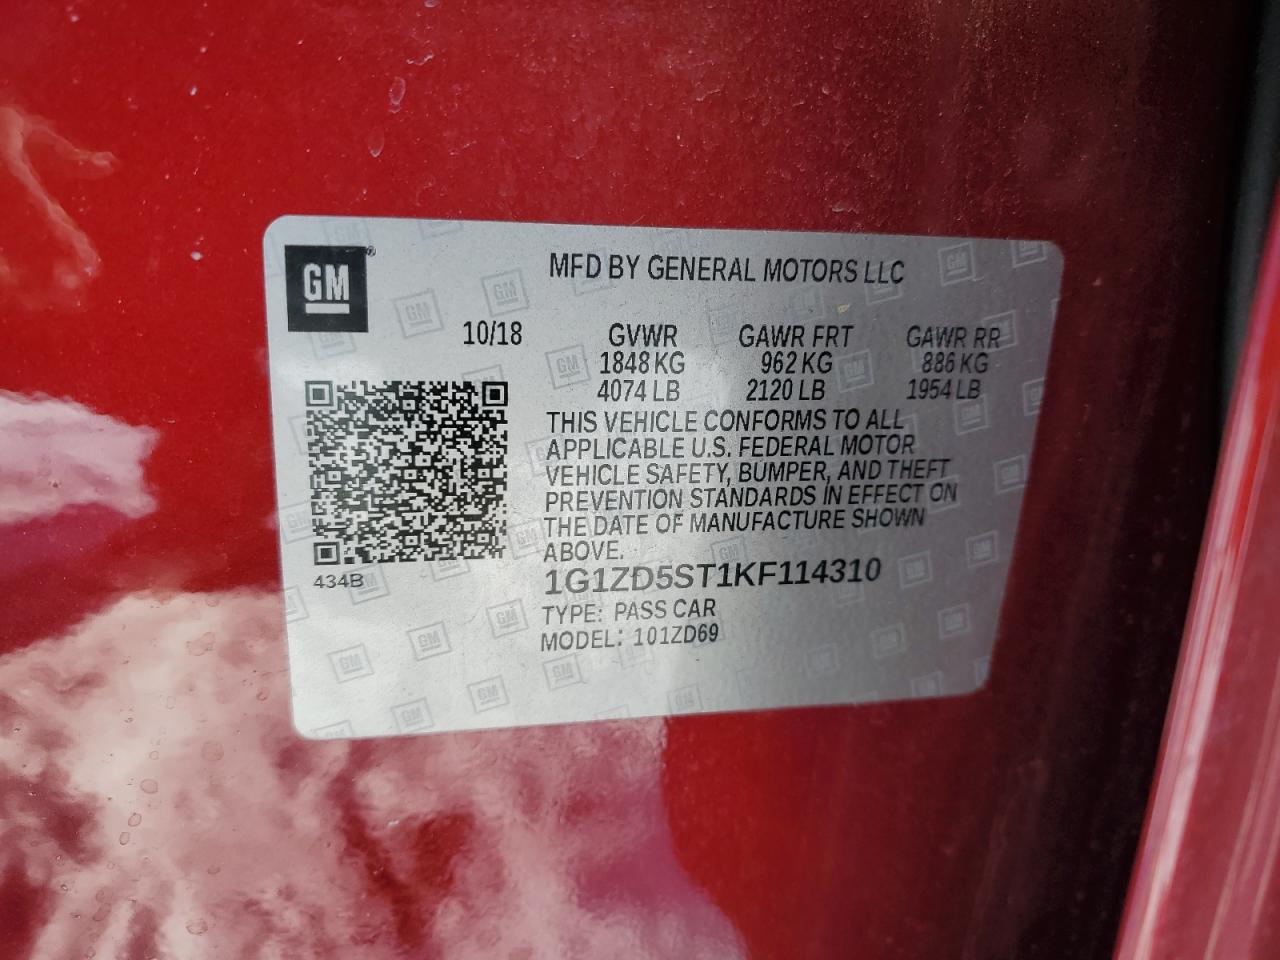 GM
MFD BY GENERAL MOTORS LLC
10/18 GVWR GAWR FRT GAWR RR
1848 KG 962 KG 886 KG
4074 LB 2120 LB 1954 LB
THIS VEHICLE CONFORMS TO ALL
APPLICABLE U.S. FEDERAL MOTOR
VEHICLE SAFETY, BUMPER, AND THEFT
PREVENTION STANDARDS IN EFFECT ON
THE DATE OF MANUFACTURE SHOWN
ABOVE.
434B
1G1ZD5ST1KF114310
TYPE: PASS CAR
MODEL: 101ZD69